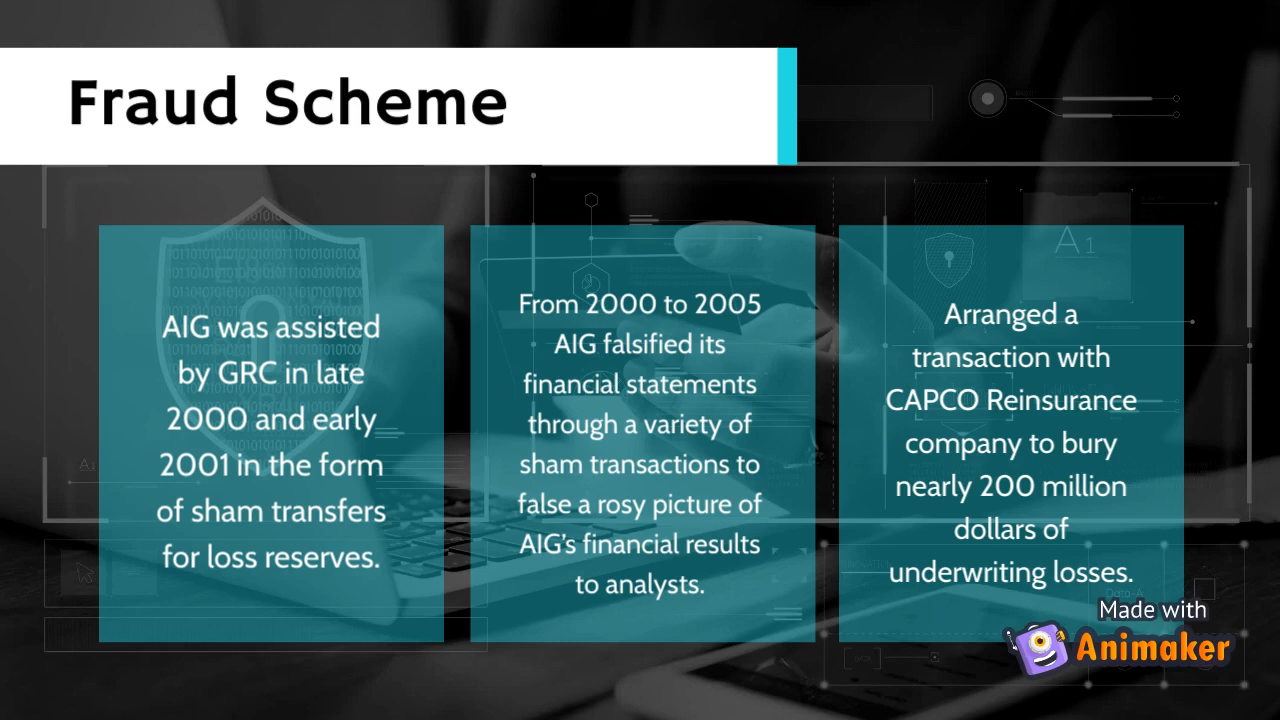 Fraud Scheme
AIG was assisted
by GRC in late
2000 and early
2001 in the form
of sham transfers
for loss reserves.
From 2000 to 2005
AIG falsified its
financial statements
through a variety of
sham transactions to
false a rosy picture of
AIG's financial results
to analysts.
Arranged a
transaction with
CAPCO Reinsurance
company to bury
nearly 200 million
dollars of
underwriting losses.
A1
Made with
Animaker